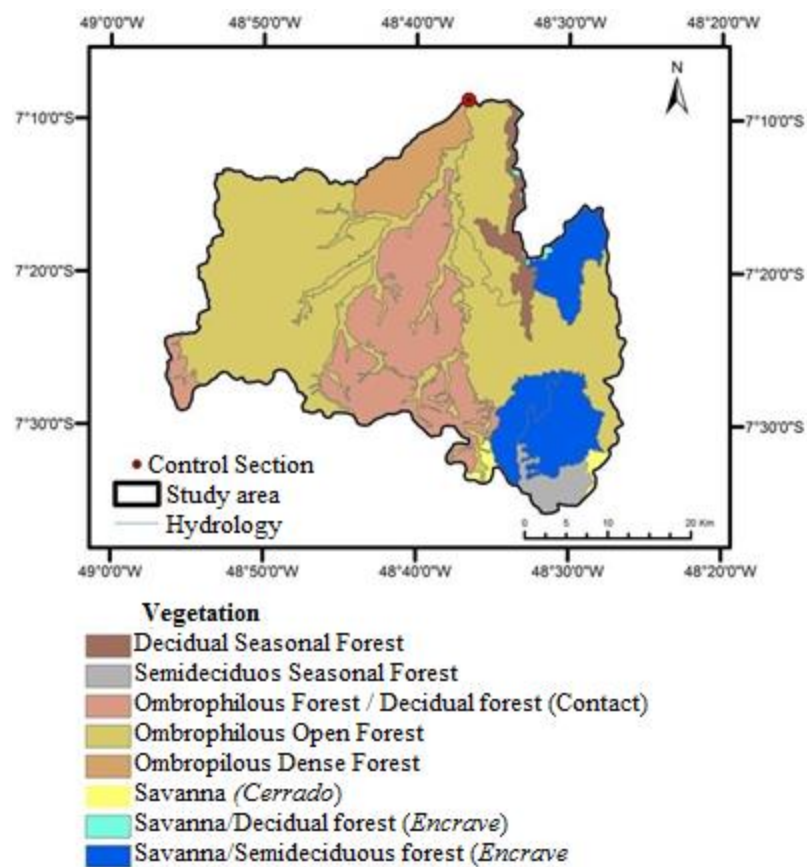 49°0'0"W 48°50'0"W 48°40'0"W 48°30'0"W 48°20'0"W
N
7°10'0"S 7°10'0"S
7°20'0"S 7°20'0"S
7°30'0"S 7°30'0"S
Control Section
Study area
Hydrology
0 5 10 20 Km
49°0'0"W 48°50'0"W 48°40'0"W 48°30'0"W 48°20'0"W
Vegetation
Decidual Seasonal Forest
Semideciduos Seasonal Forest
Ombrophilous Forest / Decidual forest (Contact)
Ombrophilous Open Forest
Ombropilous Dense Forest
Savanna (Cerrado)
Savanna/Decidual forest (Encrave)
Savanna/Semideciduous forest (Encrave